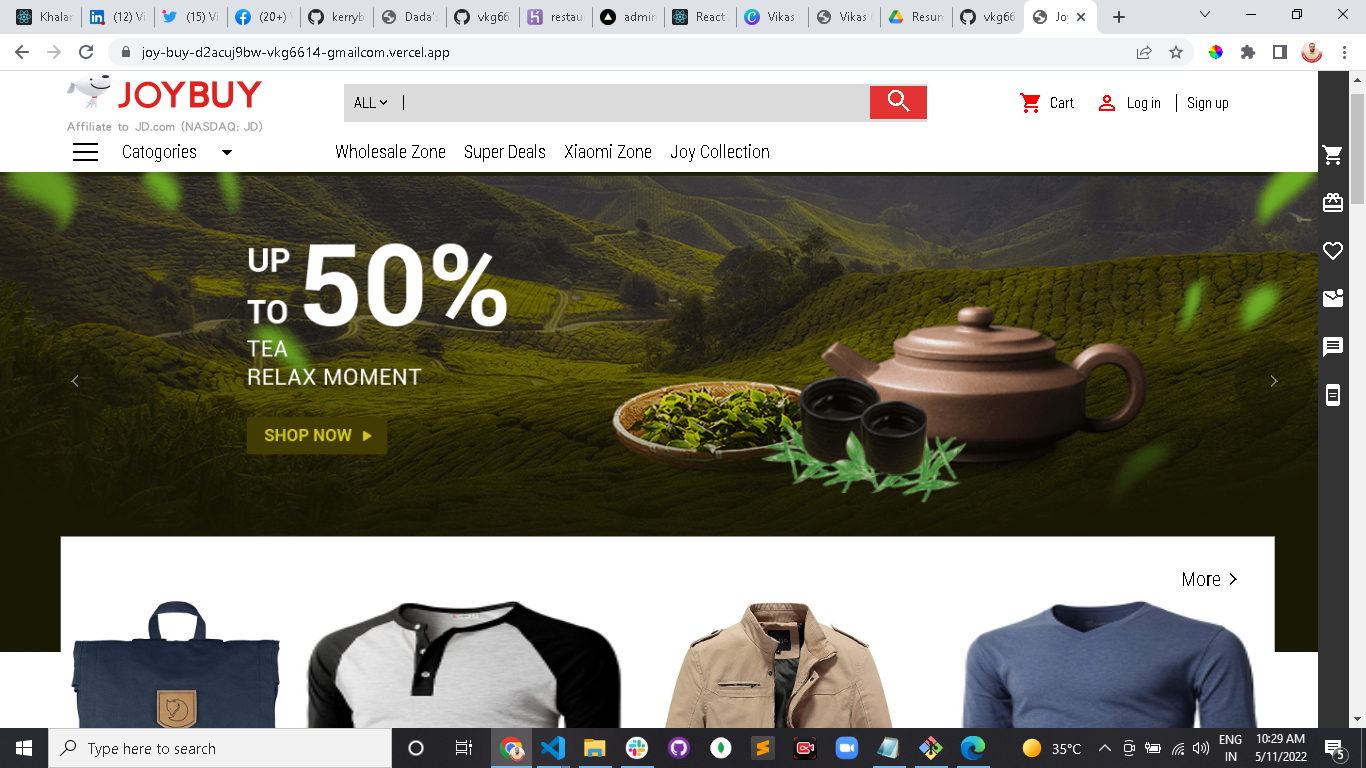 Khalar
(12) Vi
(15) Vi
(20+) Y
kerryb
Dada's
vkg66
restau
admir
React
Vikas
Vikas
Resun
vkg66
Joy
joy-buy-d2acuj9bw-vkg6614-gmailcom.vercel.app
JOYBUY
Affiliate to JD.com (NASDAQ: JD)
ALL
Cart
Log in
Sign up
Catogories
Wholesale Zone
Super Deals
Xiaomi Zone
Joy Collection
UP
TO
50%
TEA
RELAX MOMENT
SHOP NOW
More
Type here to search
35°C
ENG
IN
10:29 AM
5/11/2022
5